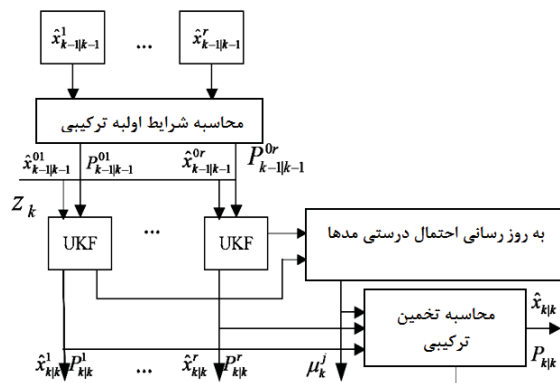 x̂¹ₖ₋₁|ₖ₋₁ ... x̂ʳₖ₋₁|ₖ₋₁
محاسبه شرایط اولیه ترکیبی
x̂⁰¹ₖ₋₁|ₖ₋₁ P⁰¹ₖ₋₁|ₖ₋₁ x̂⁰ʳₖ₋₁|ₖ₋₁ P⁰ʳₖ₋₁|ₖ₋₁
Zₖ
UKF ... UKF
به روز رسانی احتمال درستی مدها
محاسبه تخمین
ترکیبی
x̂ₖ|ₖ
Pₖ|ₖ
x̂¹ₖ|ₖ P¹ₖ|ₖ ... x̂ʳₖ|ₖ Pʳₖ|ₖ μʲₖ